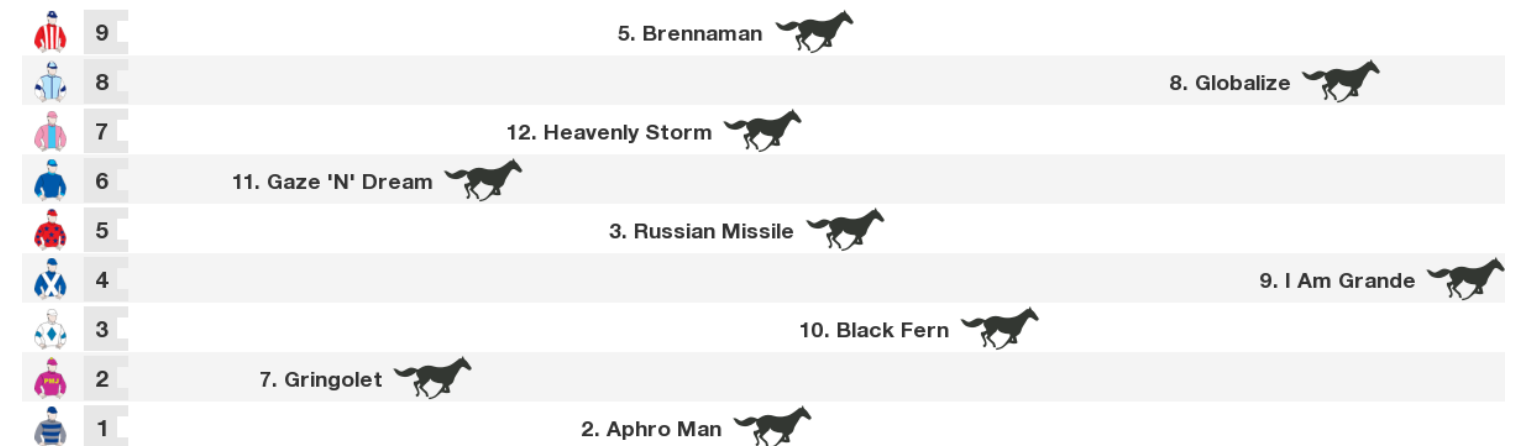 9 5. Brennaman
8 8. Globalize
7 12. Heavenly Storm
6 11. Gaze 'N' Dream
5 3. Russian Missile
4 9. I Am Grande
3 10. Black Fern
PMJ 2 7. Gringolet
1 2. Aphro Man